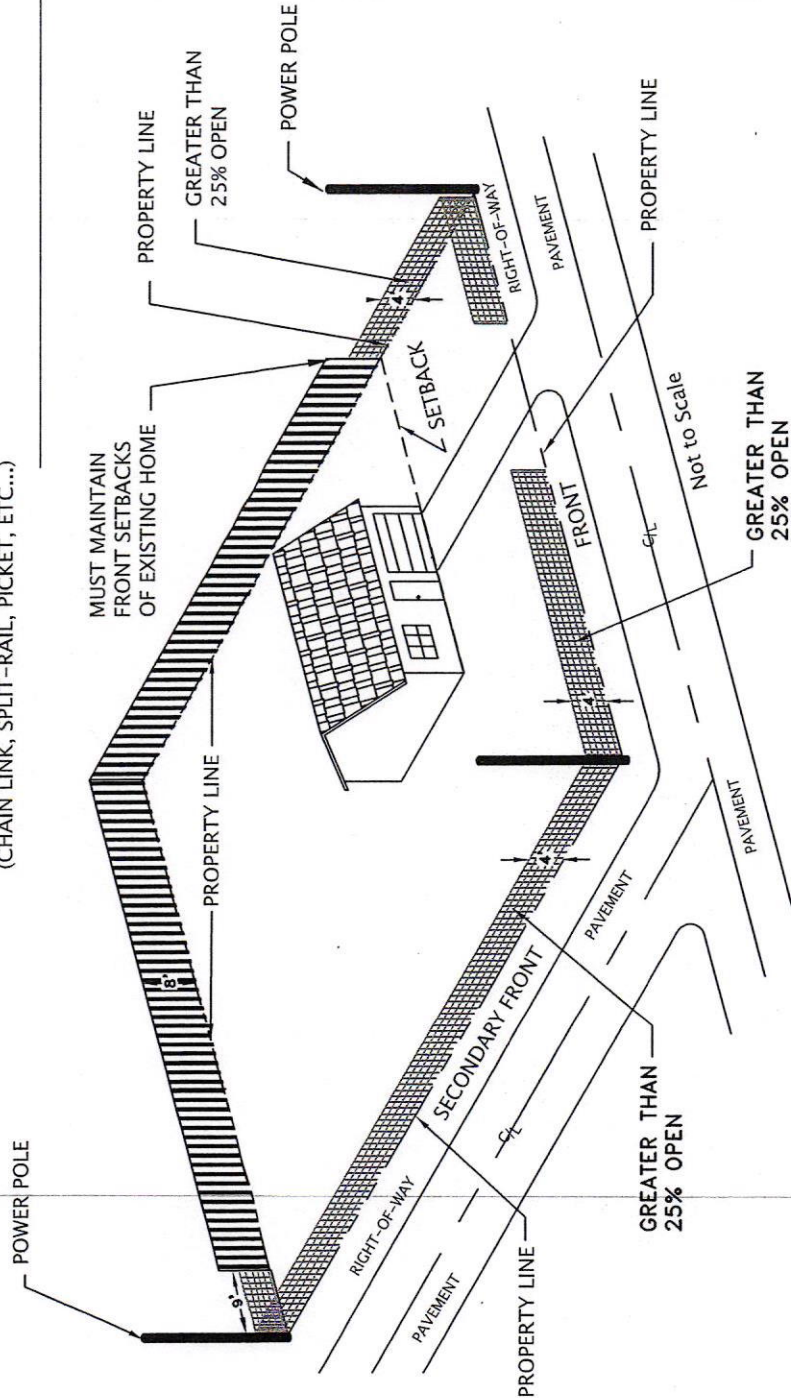 (CHAIN LINK, SPLIT-RAIL, PICKET, ETC...)
POWER POLE
MUST MAINTAIN
FRONT SETBACKS
OF EXISTING HOME
PROPERTY LINE
GREATER THAN
25% OPEN
POWER POLE
8'
PROPERTY LINE
9'
4'
SETBACK
RIGHT-OF-WAY
PAVEMENT
PROPERTY LINE
FRONT
4'
C/L
Not to Scale
GREATER THAN
25% OPEN
4'
SECONDARY FRONT
PAVEMENT
PAVEMENT
RIGHT-OF-WAY
C/L
PAVEMENT
PROPERTY LINE
GREATER THAN
25% OPEN